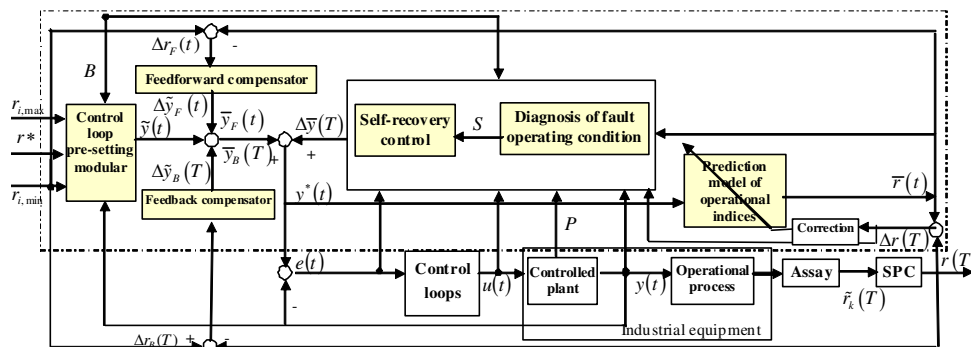 Δr_F(t)
-
B
Feedforward compensator
r_{i,max}
r*
r_{i,min}
Control
loop
pre-setting
modular
ỹ(t)
Δỹ_F(t)
ȳ_F(t)
ȳ_B(T)
+
Δȳ(T)
+
Δỹ_B(T)
Feedback compensator
Self-recovery
control
S
Diagnosis of fault
operating condition
y*(t)
Prediction
model of
operational
indices
r̄(t)
Correction
Δr(T)
P
e(t)
-
Control
loops
u(t)
Controlled
plant
y(t)
Operational
process
Industrial equipment
Assay
r̃_k(T)
SPC
r(T
Δr_B(T)
+
-